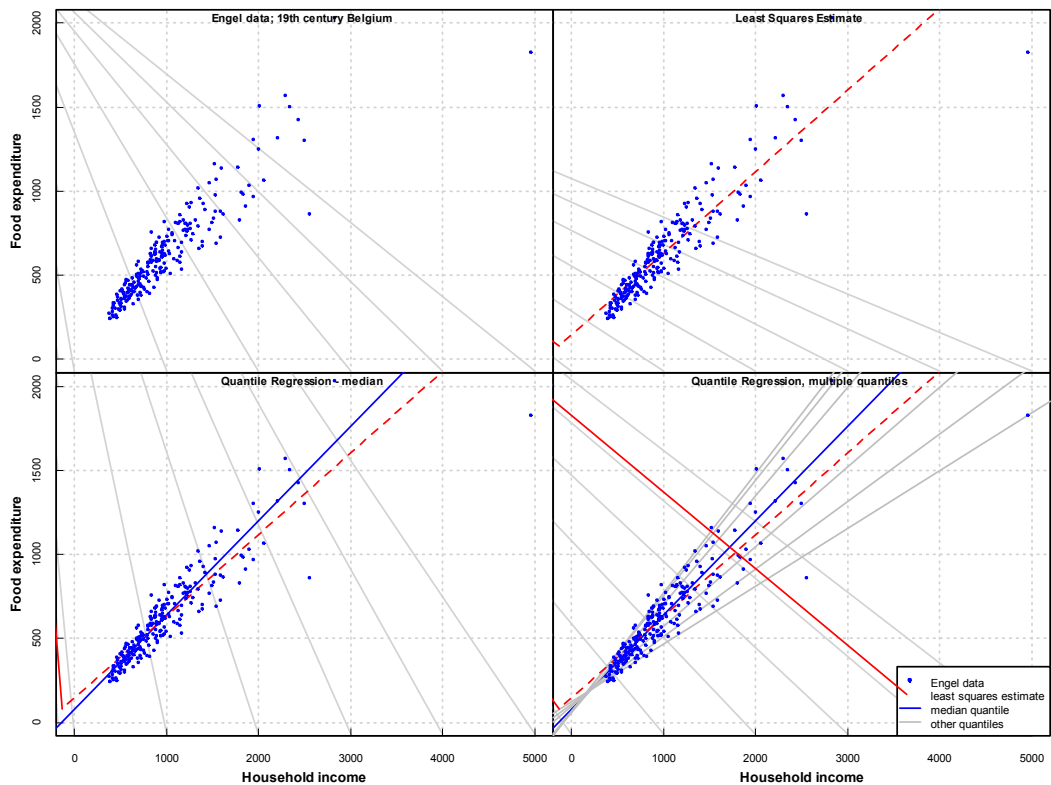 Engel data; 19th century Belgium
Least Squares Estimate
2000
1500
1000
500
0
Food expenditure
Quantile Regression - median
Quantile Regression, multiple quantiles
2000
1500
1000
500
0
Food expenditure
Engel data
least squares estimate
median quantile
other quantiles
0 1000 2000 3000 4000 5000
0 1000 2000 3000 4000 5000
Household income
Household income